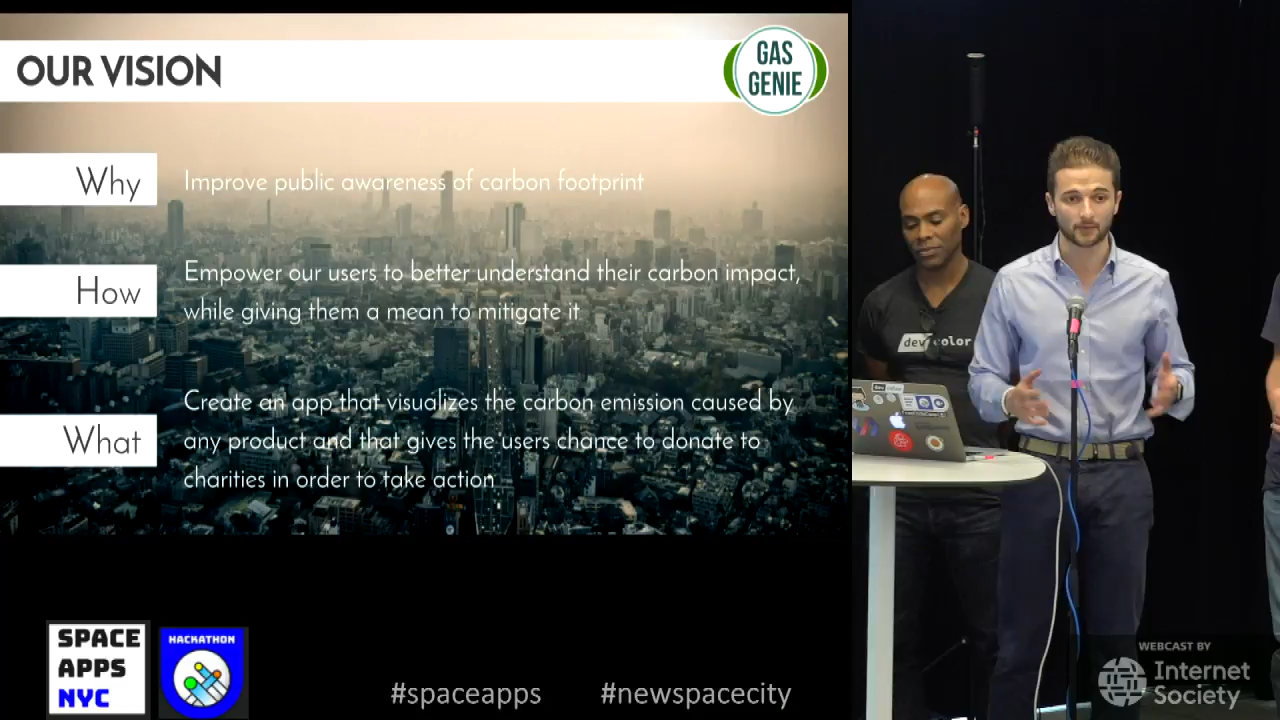 OUR VISION
GAS
GENIE
Why
Improve public awareness of carbon footprint
How
Empower our users to better understand their carbon impact,
while giving them a mean to mitigate it
What
Create an app that visualizes the carbon emission caused by
any product and that gives the users chance to donate to
charities in order to take action
dev/color
SPACE
APPS
NYC
HACKATHON
#spaceapps
#newspacecity
WEBCAST BY
Internet
Society